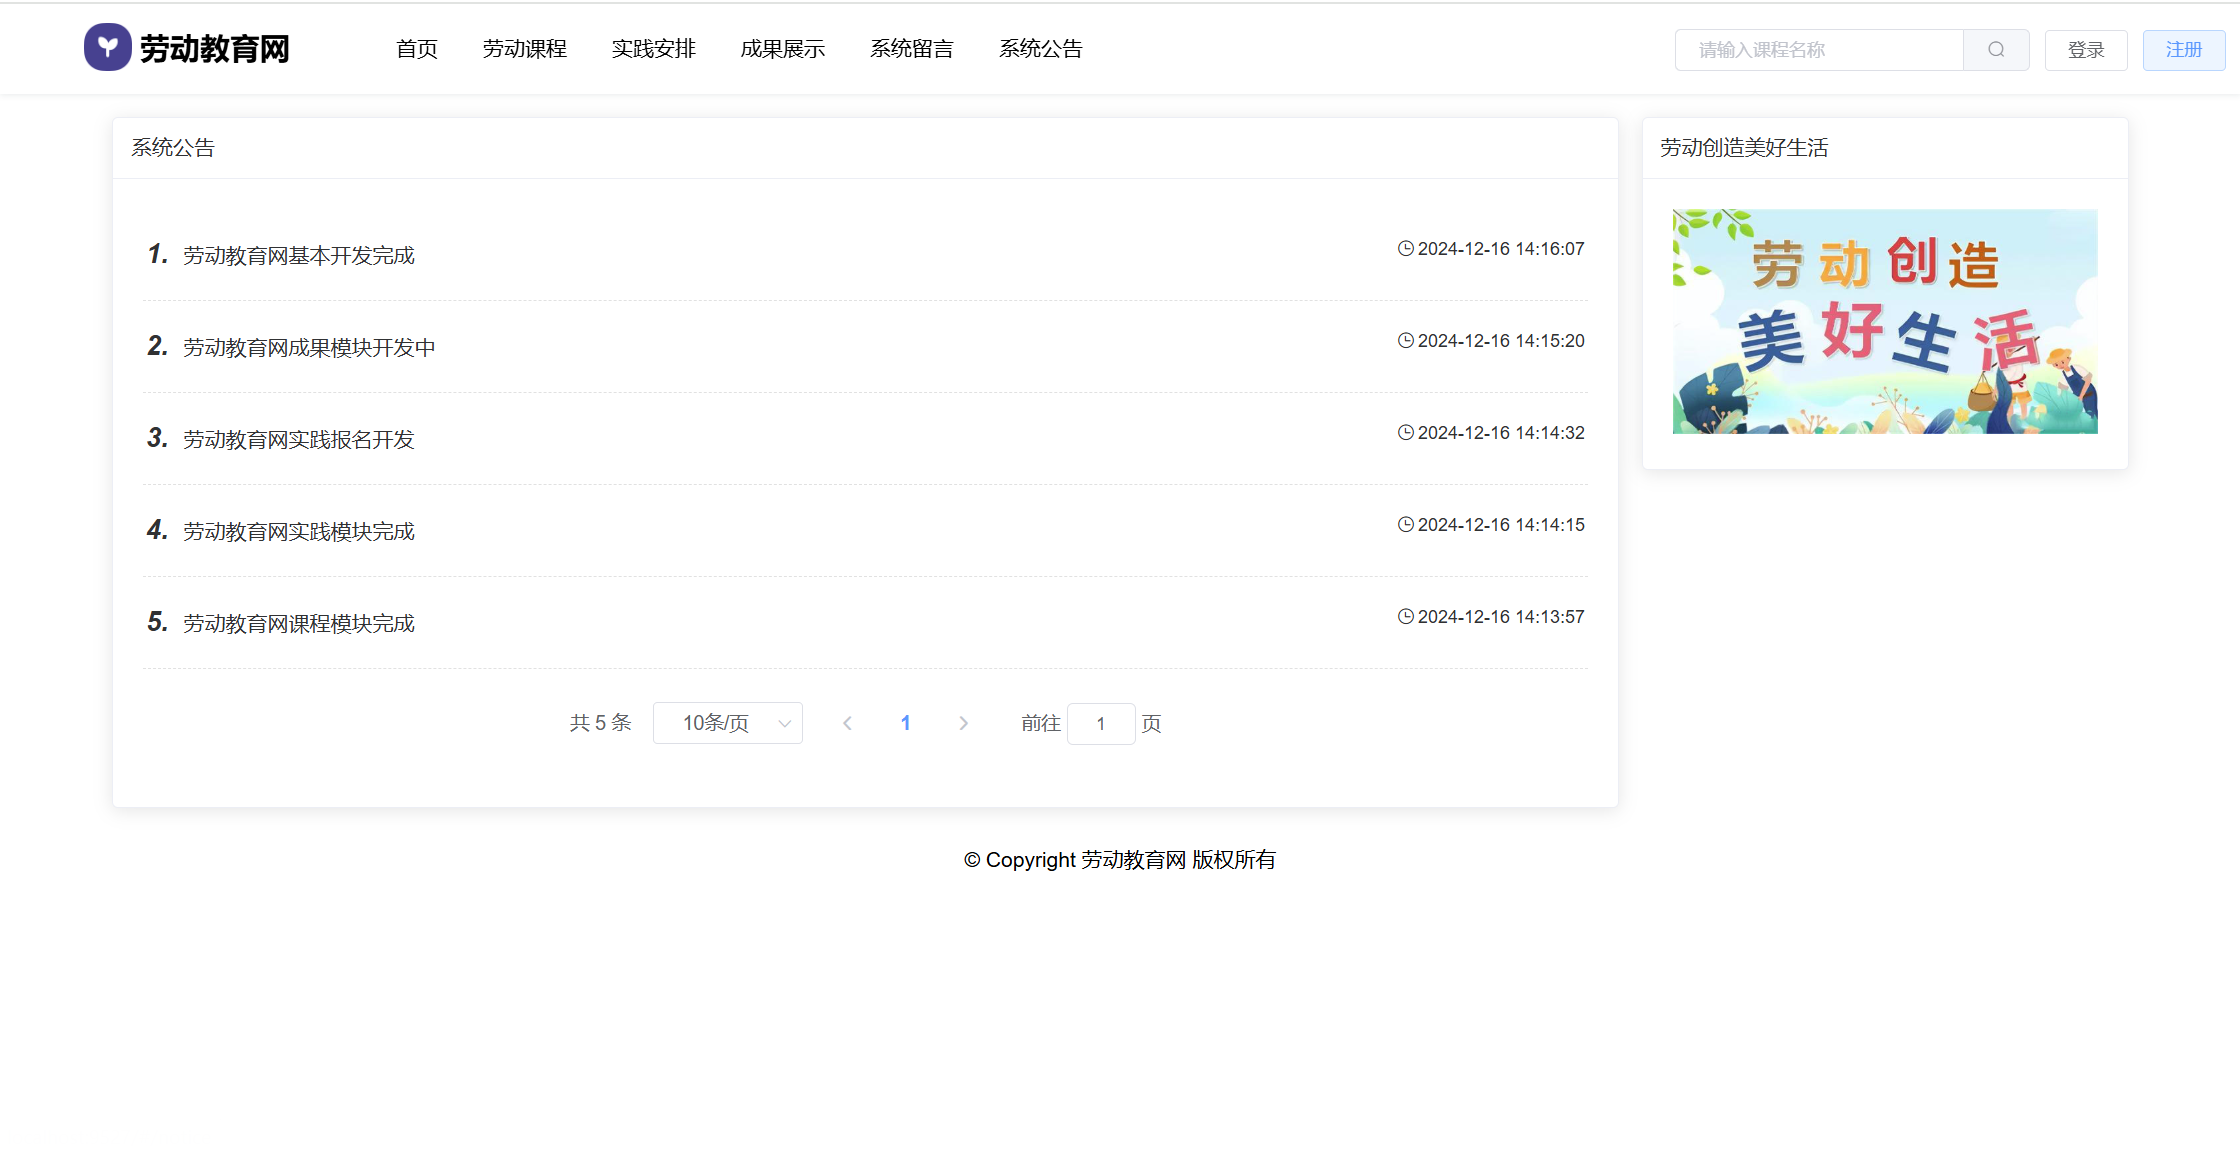 劳动教育网
首页 劳动课程 实践安排 成果展示 系统留言 系统公告
请输入课程名称 登录 注册
系统公告
1. 劳动教育网基本开发完成 2024-12-16 14:16:07
2. 劳动教育网成果模块开发中 2024-12-16 14:15:20
3. 劳动教育网实践报名开发 2024-12-16 14:14:32
4. 劳动教育网实践模块完成 2024-12-16 14:14:15
5. 劳动教育网课程模块完成 2024-12-16 14:13:57
共 5 条 10条/页 1 前往 1 页
劳动创造美好生活
劳动创造
美好生活
© Copyright 劳动教育网 版权所有